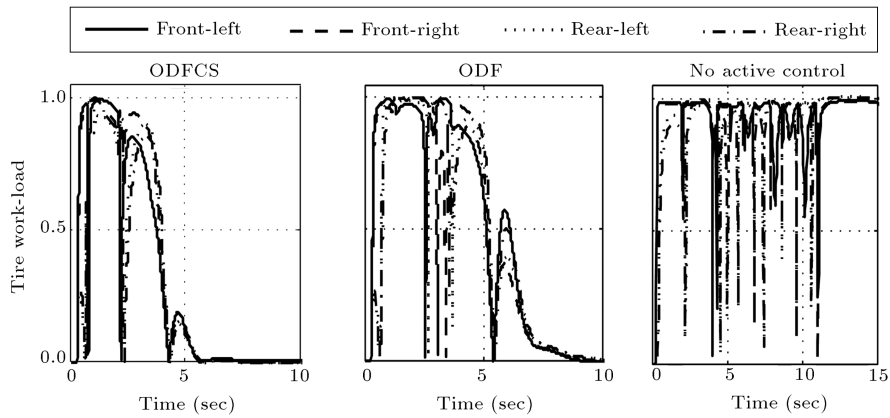 Front-left Front-right Rear-left Rear-right
ODFCS ODF No active control
Tire work-load
1.0
0.5
0.0
0 5 10
0 5 10
0 5 10 15
Time (sec) Time (sec) Time (sec)